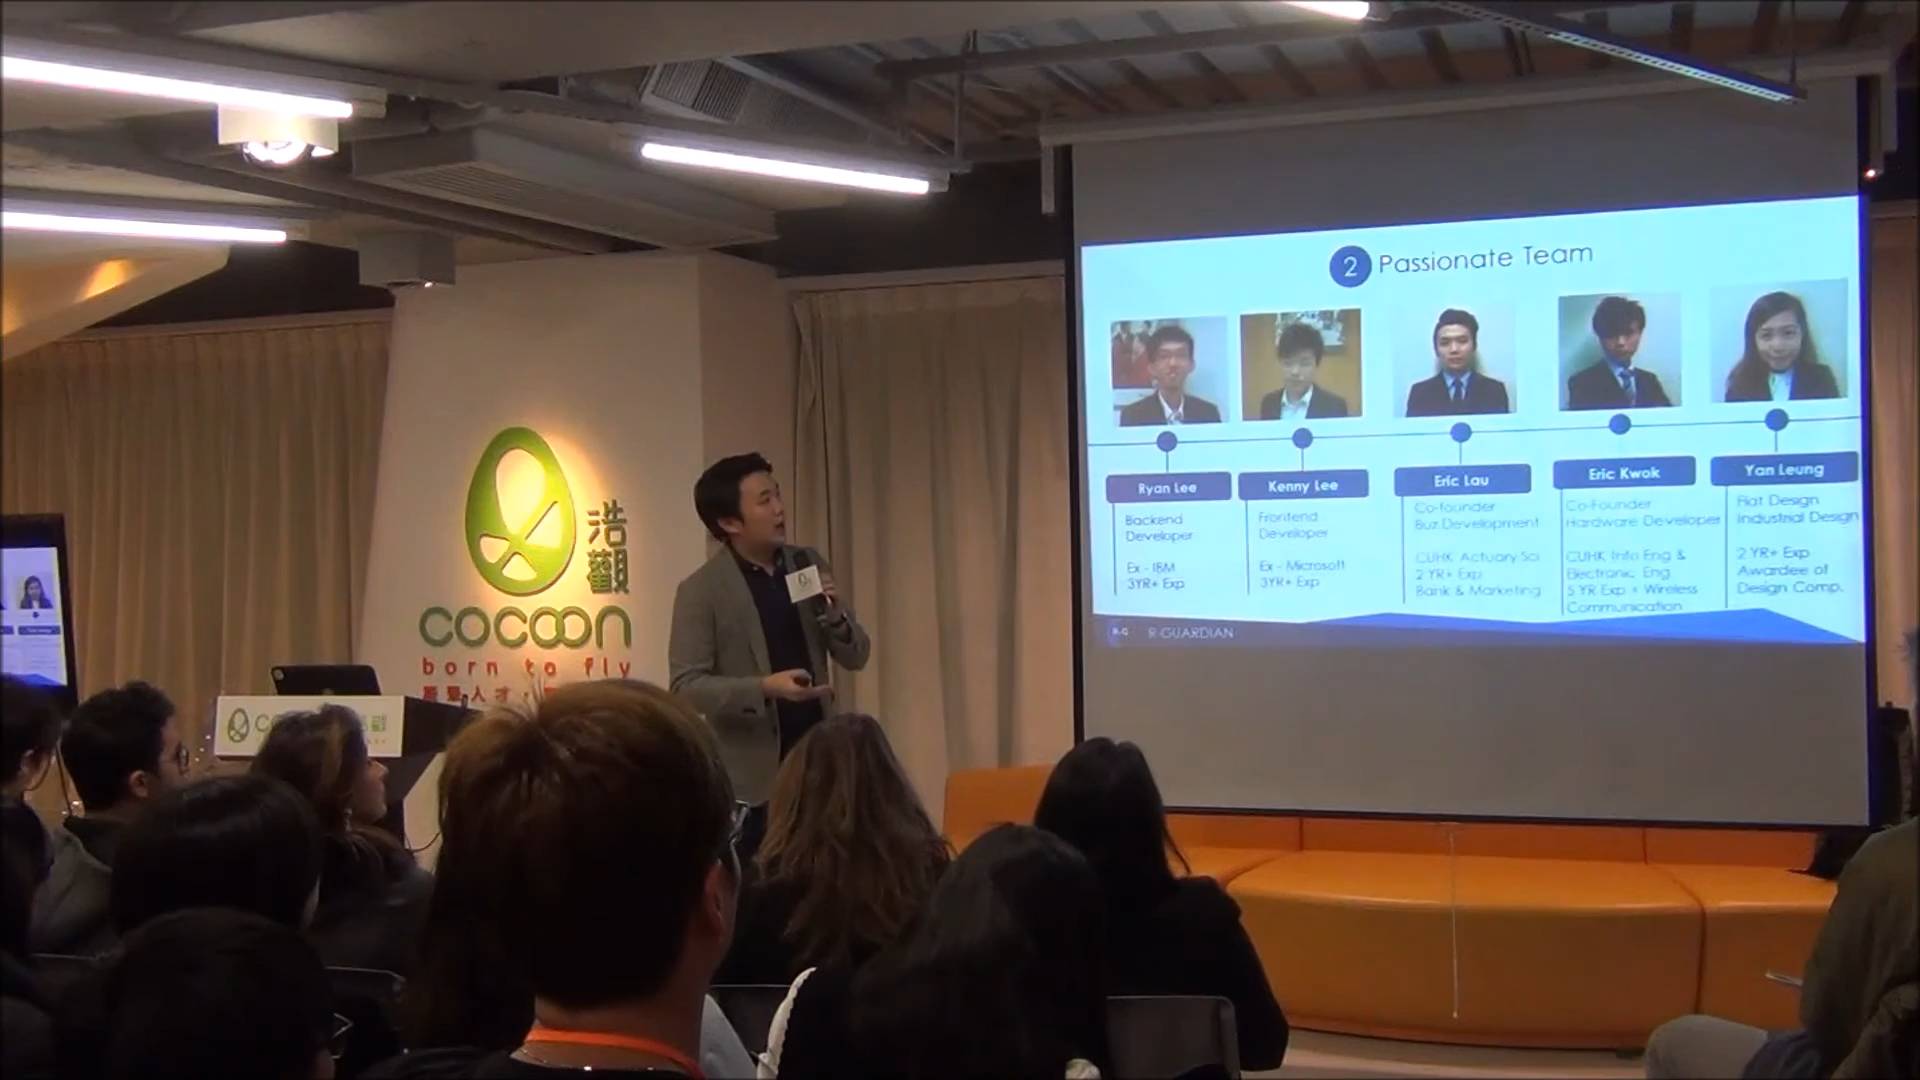 2 Passionate Team
Ryan Lee
Backend
Developer
Ex - IBM
3YR+ Exp
Kenny Lee
Frontend
Developer
Ex - Microsoft
3YR+ Exp
Eric Lau
Co-founder
Buz Development
CUHK Actuary Sci
2 YR+ Exp
Bank & Marketing
Eric Kwok
Co-Founder
Hardware Developer
CUHK Info Eng &
Electronic Eng
5 YR Exp + Wireless
Communication
Yan Leung
Flat Design
Industrial Design
2 YR+ Exp
Awardee of
Design Comp.
R-G R-GUARDIAN
浩觀
cocoon
born to fly
人才